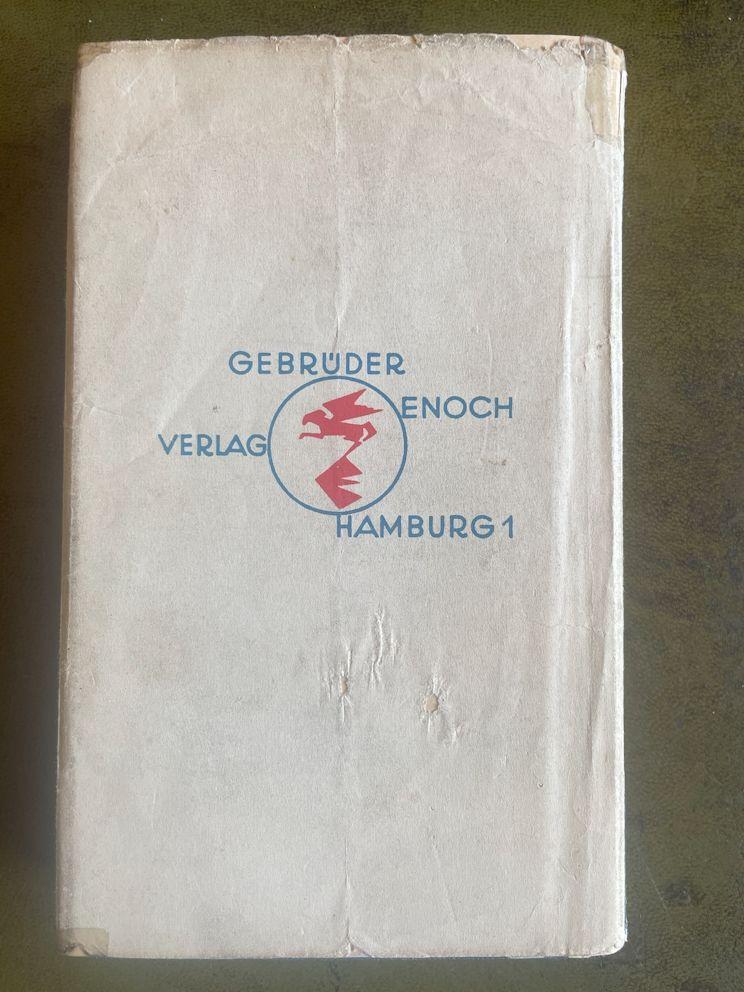 GEBRÜDER
ENOCH
VERLAG
HAMBURG 1